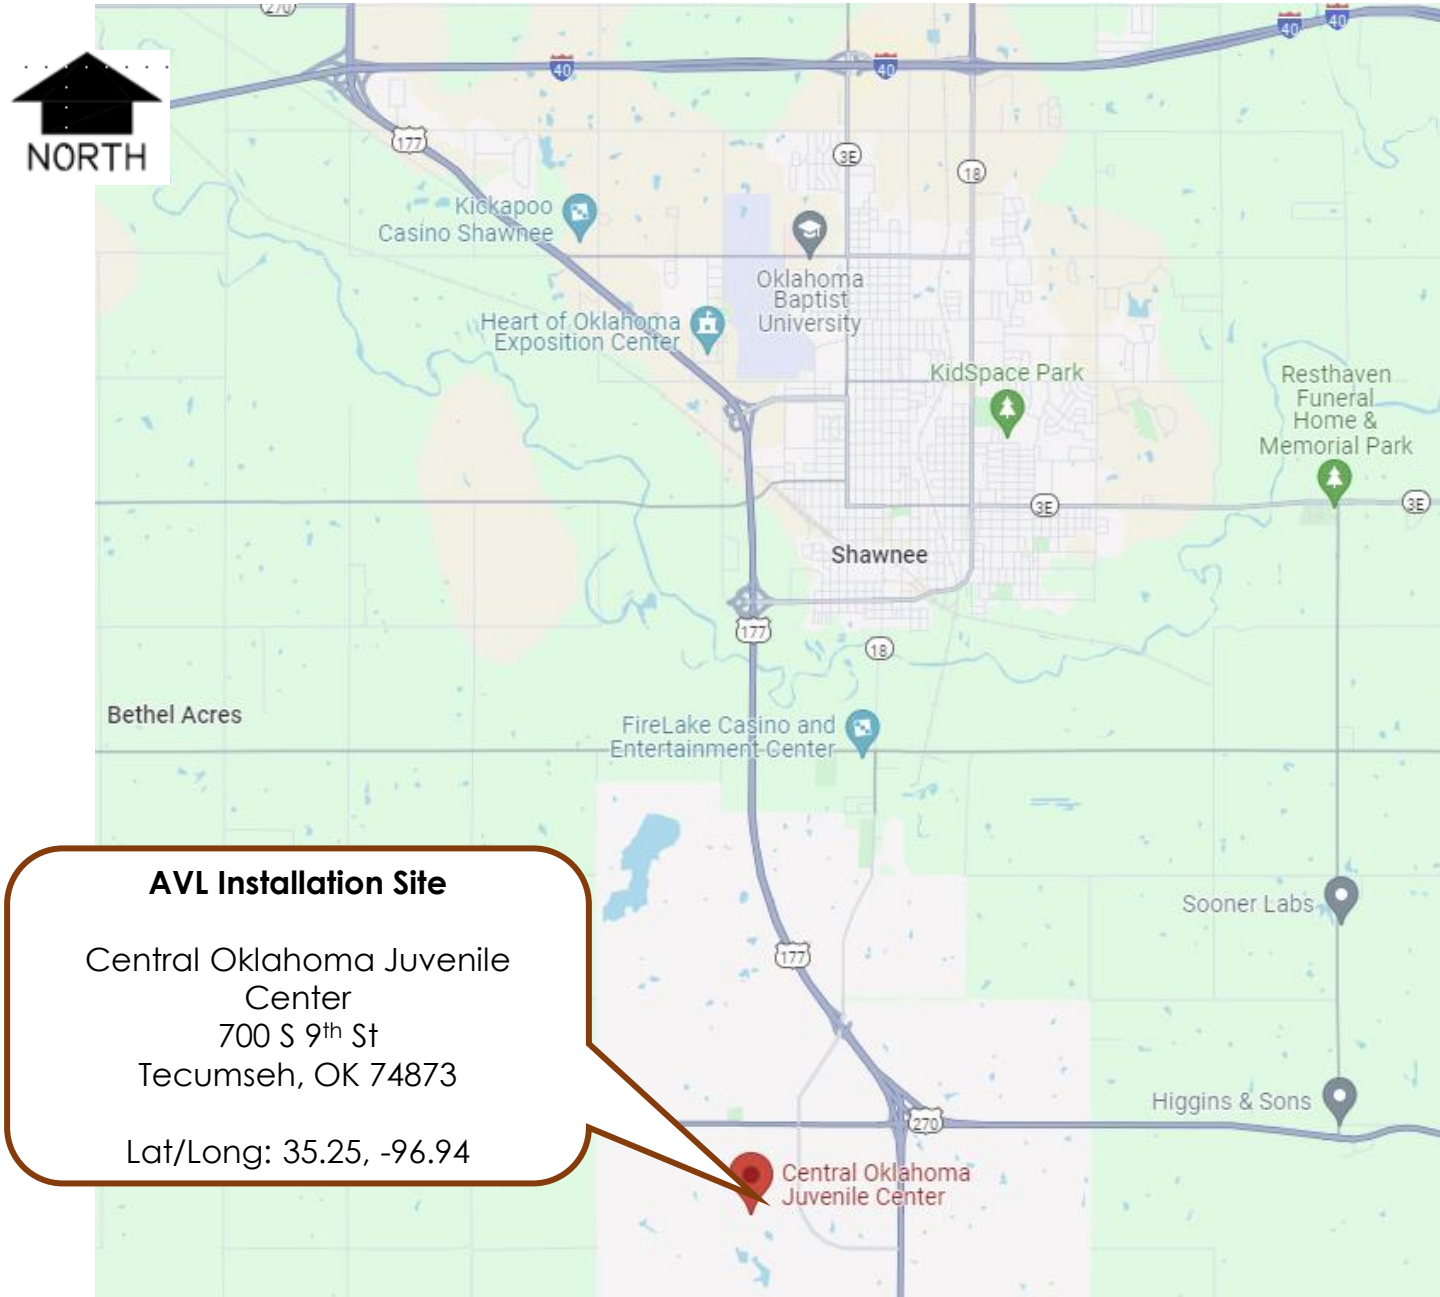 270
40
40
NORTH
40
40
177
3E
18
Kickapoo
Casino Shawnee
Oklahoma
Baptist
University
Heart of Oklahoma
Exposition Center
KidSpace Park
Resthaven
Funeral
Home &
Memorial Park
3E
3E
Shawnee
177
18
Bethel Acres
FireLake Casino and
Entertainment Center
AVL Installation Site
Central Oklahoma Juvenile
Center
700 S 9th St
Tecumseh, OK 74873
Lat/Long: 35.25, -96.94
Sooner Labs
177
Higgins & Sons
270
Central Oklahoma
Juvenile Center